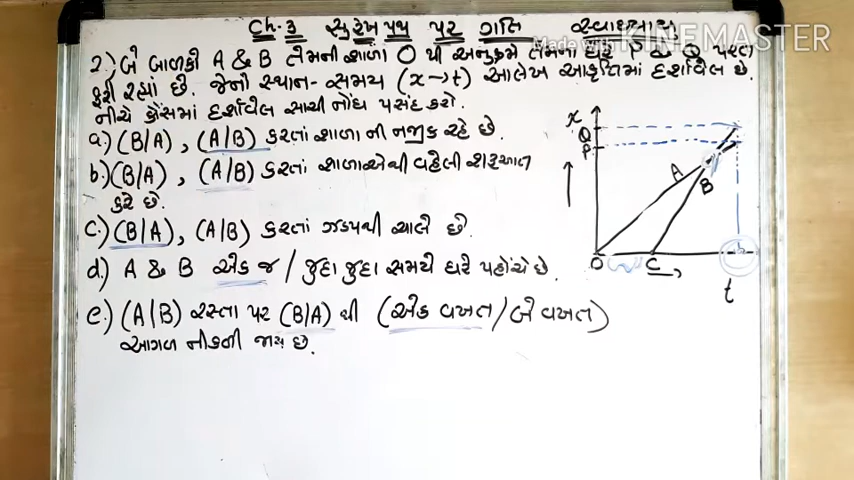 Ch. 3 સુરેખ પથ પર ગતિ સ્વાધ્યાય
Made with KINEMASTER
2.) બે બાળકો A & B તેમની શાળા O થી અનુક્રમે તેમના ઘરે P & Q પરત
ફરી રહ્યાં છે. જેનો સ્થાન-સમય (x→t) આલેખ આકૃતિમાં દર્શાવેલ છે.
નીચે કૌંસમાં દર્શાવેલ સાચી નોંધ પસંદ કરો.
a.) (B/A), (A/B) કરતાં શાળા ની નજીક રહે છે.
b.) (B/A), (A/B) કરતાં શાળાએથી વહેલી શરૂઆત
કરે છે.
c.) (B/A), (A/B) કરતાં ઝડપથી ચાલે છે.
d.) A & B એક જ / જુદા જુદા સમયે ઘરે પહોંચે છે.
e.) (A/B) રસ્તા પર (B/A) થી (એક વખત/બે વખત)
આગળ નીકળી જાય છે.
x
Q
P
A
B
O
C
t